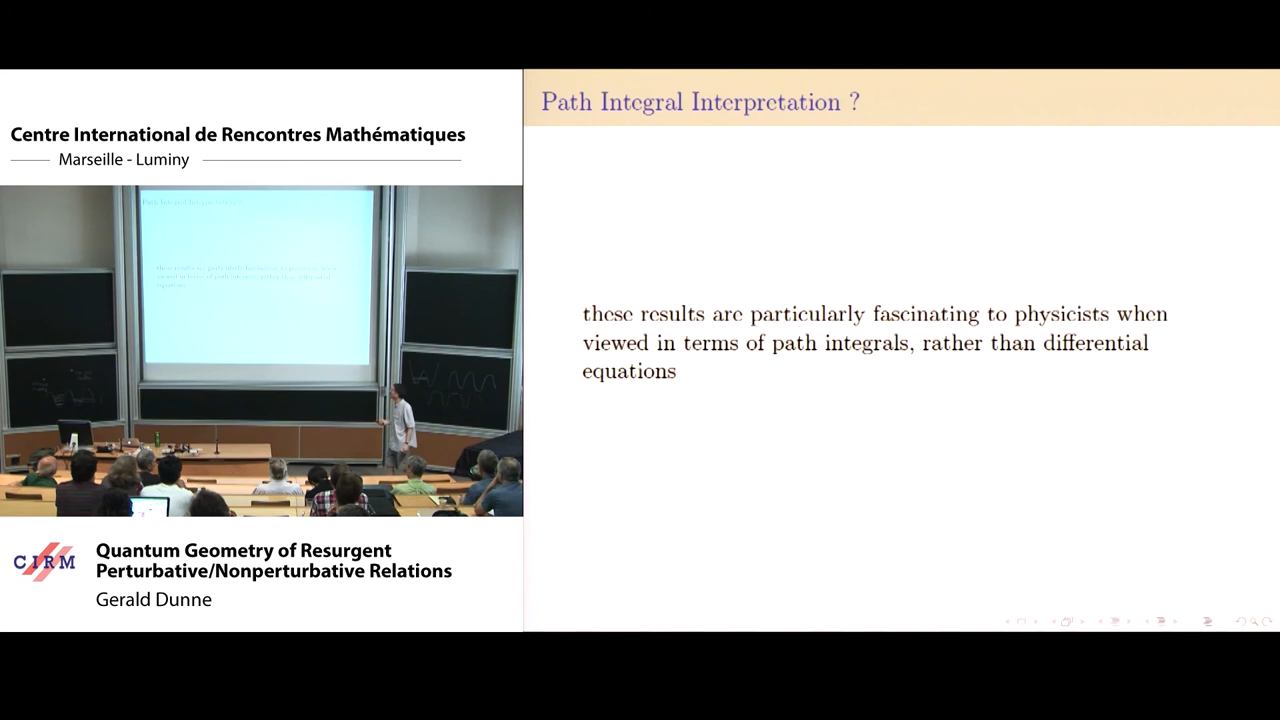 Centre International de Rencontres Mathématiques
Marseille - Luminy
Path Integral Interpretation ?
these results are particularly fascinating to physicists when
viewed in terms of path integrals, rather than differential
equations
CIRM
Quantum Geometry of Resurgent
Perturbative/Nonperturbative Relations
Gerald Dunne